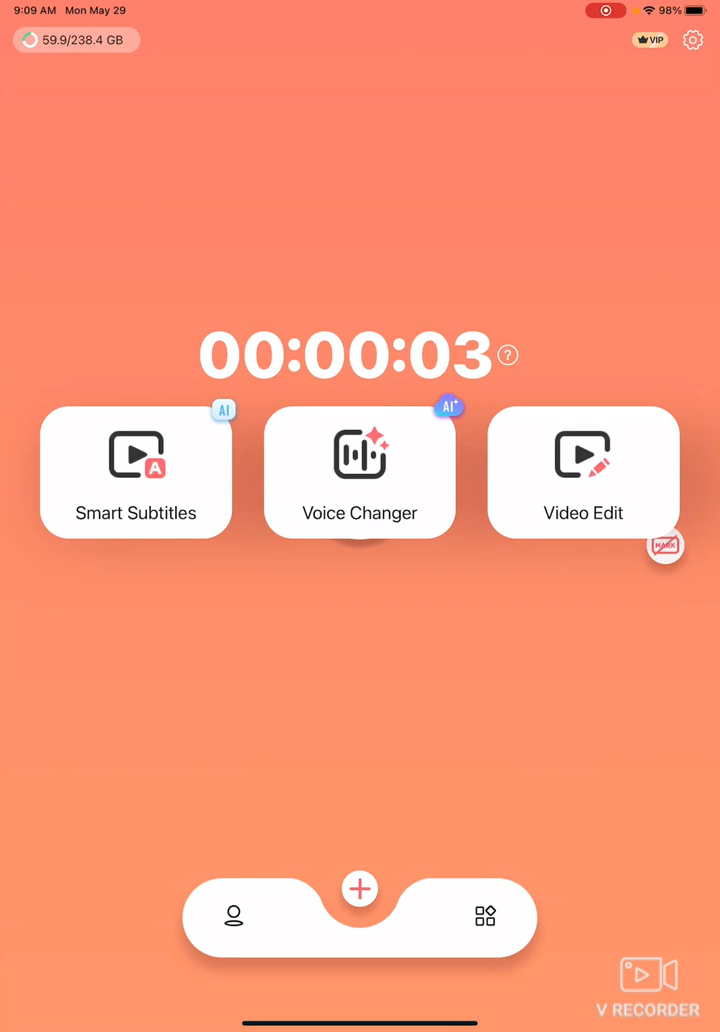 9:09 AM Mon May 29
98%
59.9/238.4 GB
VIP
00:00:03 ?
AI
AI
Smart Subtitles
Voice Changer
Video Edit
A
MARK
V RECORDER